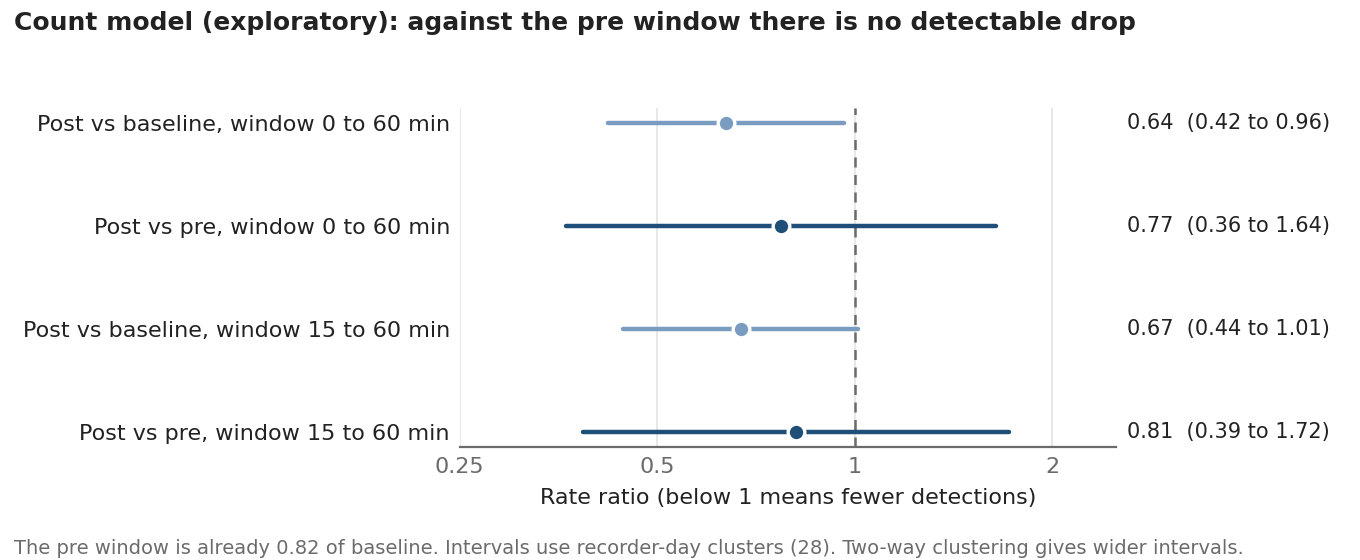 Count model (exploratory): against the pre window there is no detectable drop
Post vs baseline, window 0 to 60 min 0.64 (0.42 to 0.96)
Post vs pre, window 0 to 60 min 0.77 (0.36 to 1.64)
Post vs baseline, window 15 to 60 min 0.67 (0.44 to 1.01)
Post vs pre, window 15 to 60 min 0.81 (0.39 to 1.72)
0.25 0.5 1 2
Rate ratio (below 1 means fewer detections)
The pre window is already 0.82 of baseline. Intervals use recorder-day clusters (28). Two-way clustering gives wider intervals.